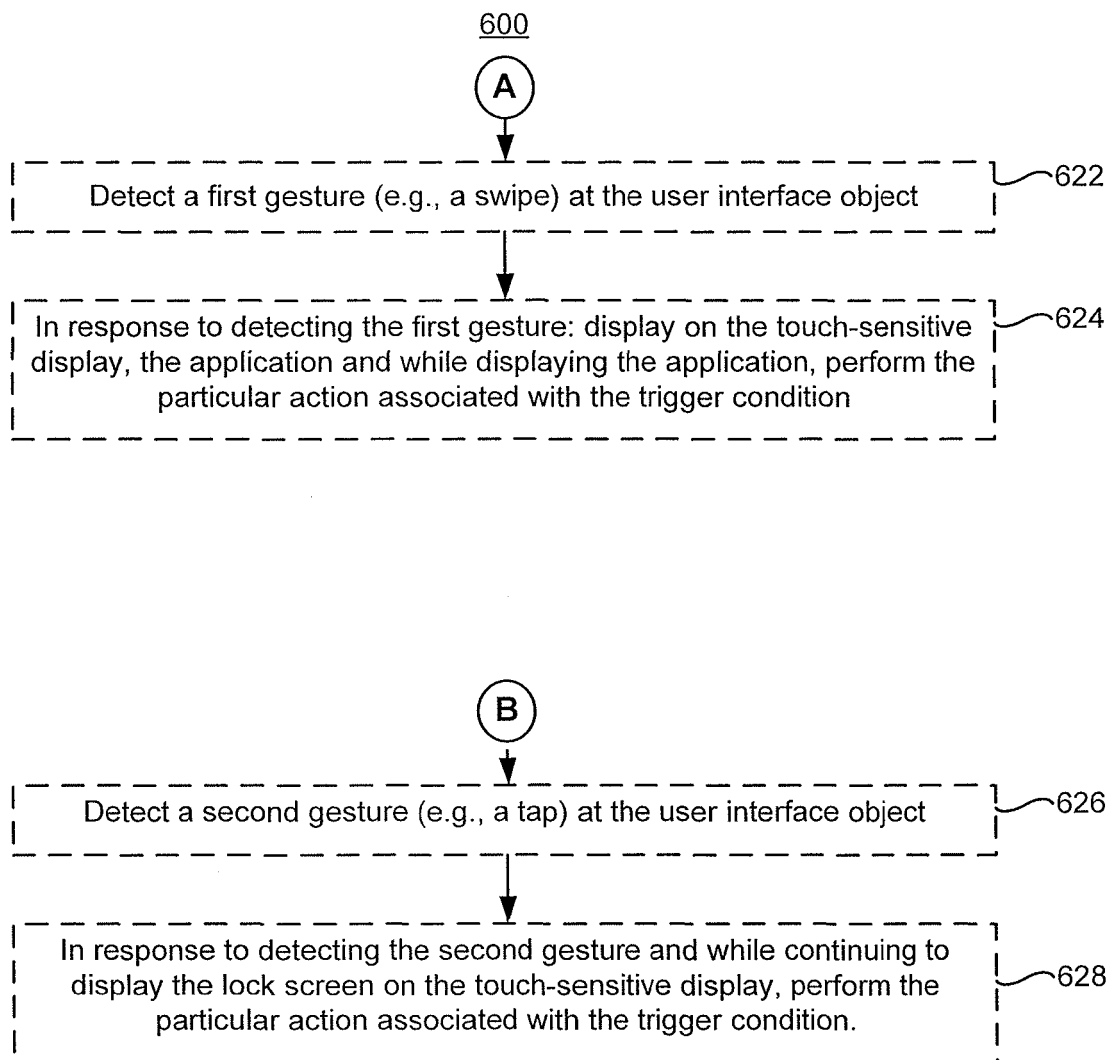 600
A
Detect a first gesture (e.g., a swipe) at the user interface object
622
In response to detecting the first gesture: display on the touch-sensitive
display, the application and while displaying the application, perform the
particular action associated with the trigger condition
624
B
Detect a second gesture (e.g., a tap) at the user interface object
626
In response to detecting the second gesture and while continuing to
display the lock screen on the touch-sensitive display, perform the
particular action associated with the trigger condition.
628